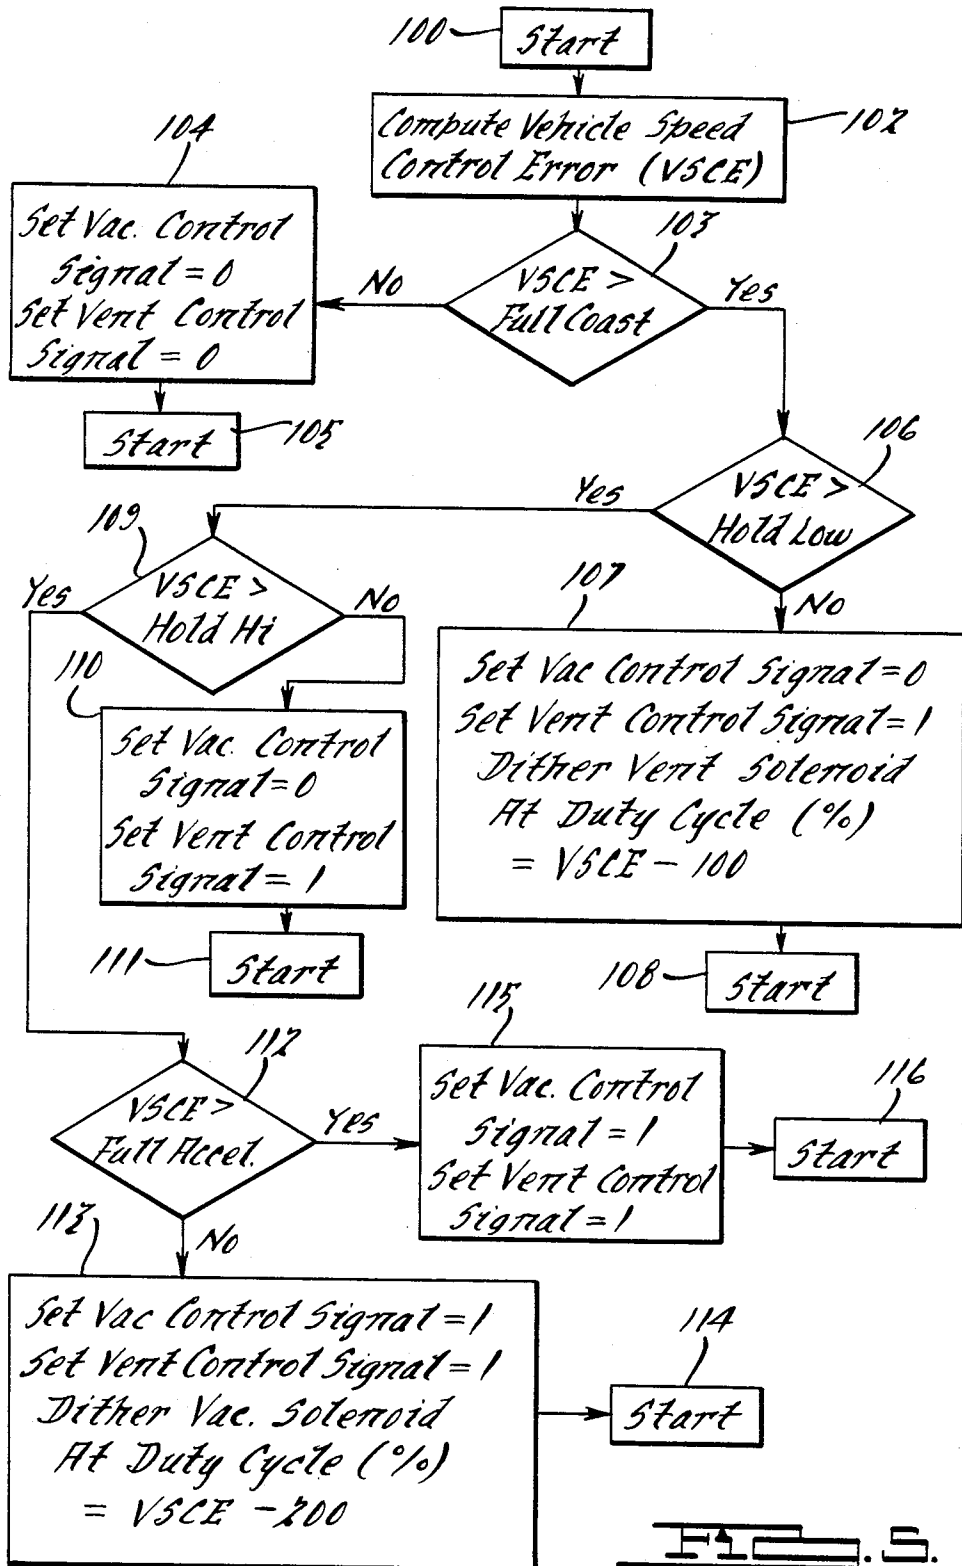 100
Start
Compute Vehicle Speed
Control Error (VSCE)
102
104
Set Vac. Control
Signal = 0
Set Vent Control
Signal = 0
No
VSCE >
Full Coast
103
Yes
Start
105
106
VSCE >
Hold Low
Yes
No
109
VSCE >
Hold Hi
Yes
No
107
Set Vac Control Signal = 0
Set Vent Control Signal = 1
Dither Vent Solenoid
At Duty Cycle (%)
= VSCE - 100
110
Set Vac. Control
Signal = 0
Set Vent Control
Signal = 1
111
Start
108
Start
112
VSCE >
Full Accel.
Yes
No
115
Set Vac. Control
Signal = 1
Set Vent Control
Signal = 1
116
Start
113
Set Vac Control Signal = 1
Set Vent Control Signal = 1
Dither Vac. Solenoid
At Duty Cycle (%)
= VSCE - 200
114
Start
FIG. 5.